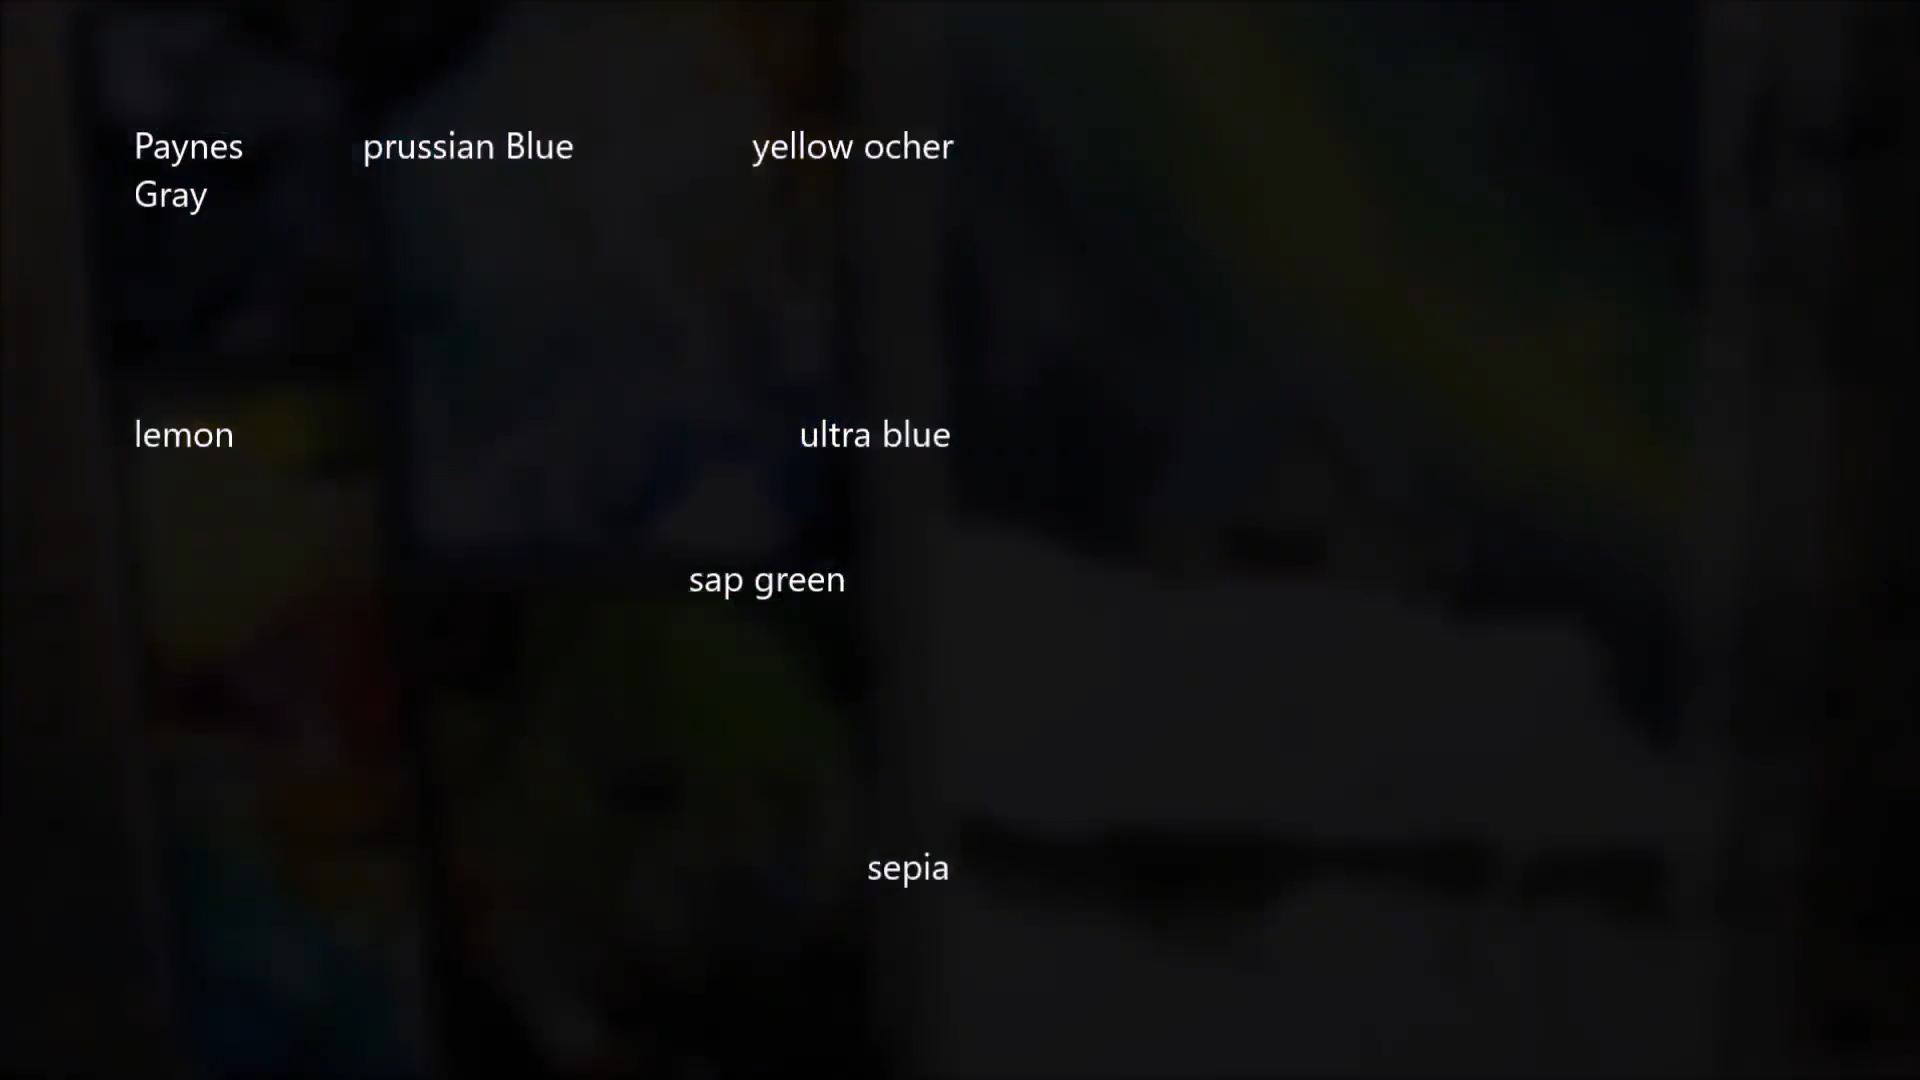 Paynes
Gray
prussian Blue
yellow ocher
lemon
ultra blue
sap green
sepia